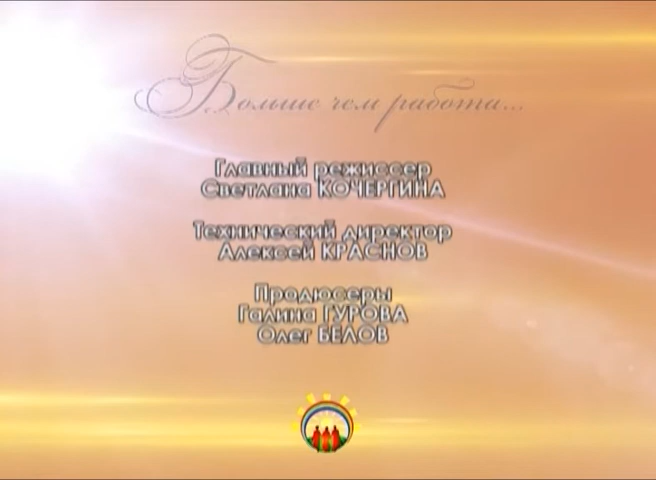 Больше чем работа...
Главный режиссер
Светлана КОЧЕРГИНА
Технический директор
Алексей КРАСНОВ
Продюсеры
Галина ГУРОВА
Олег БЕЛОВ